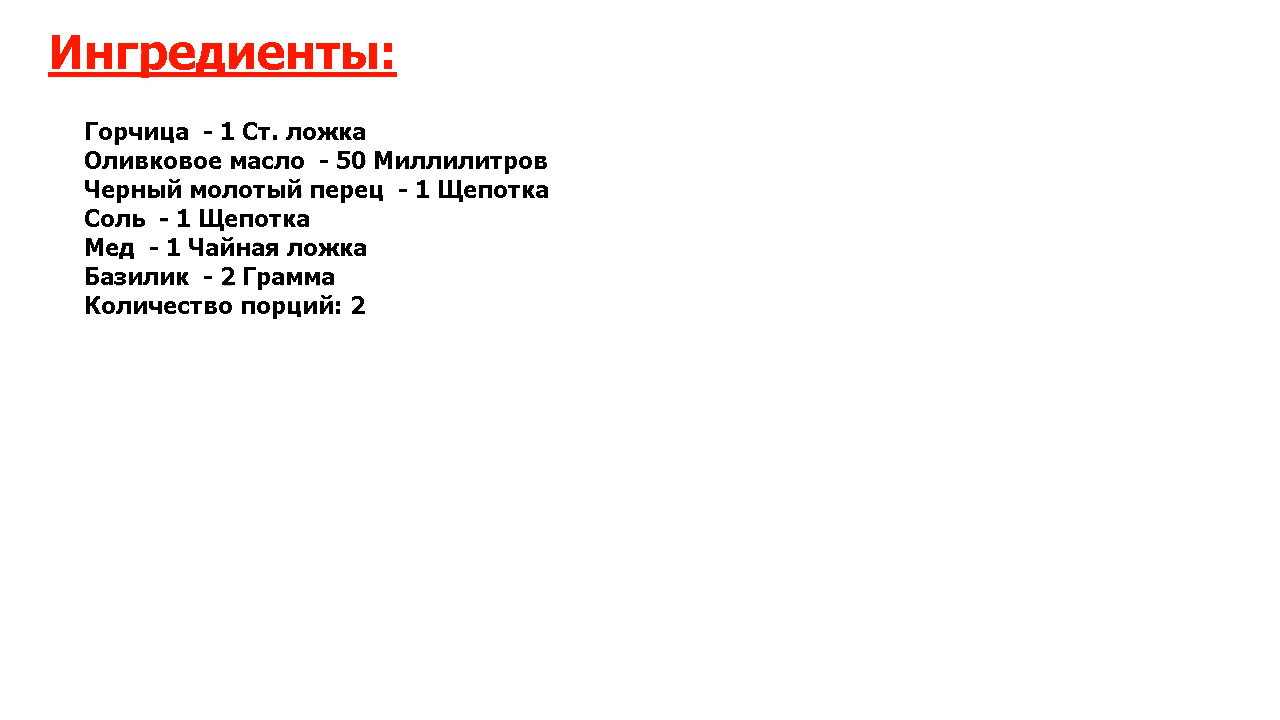 Ингредиенты:
Горчица  - 1 Ст. ложка
Оливковое масло  - 50 Миллилитров
Черный молотый перец  - 1 Щепотка
Соль  - 1 Щепотка
Мед  - 1 Чайная ложка
Базилик  - 2 Грамма
Количество порций: 2